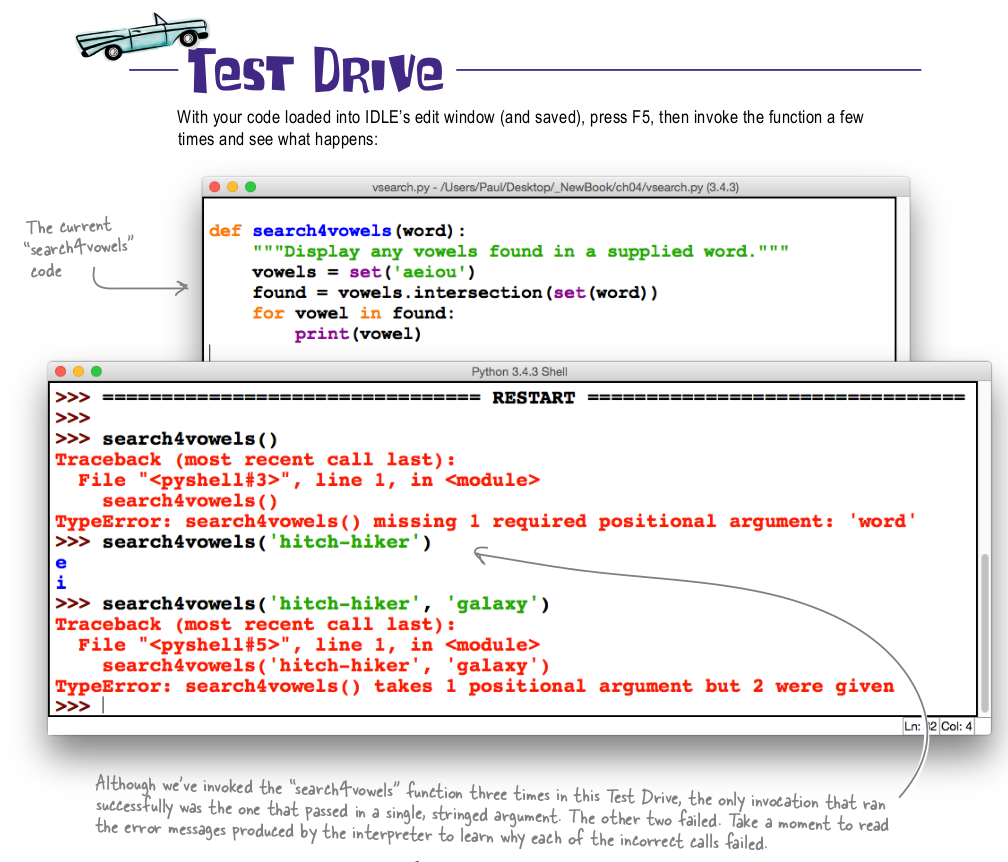 Test Drive
With your code loaded into IDLE's edit window (and saved), press F5, then invoke the function a few
times and see what happens:
vsearch.py - /Users/Paul/Desktop/_NewBook/ch04/vsearch.py (3.4.3)
The current
"search4vowels"
code
def search4vowels(word):
    """Display any vowels found in a supplied word."""
    vowels = set('aeiou')
    found = vowels.intersection(set(word))
    for vowel in found:
        print(vowel)
Python 3.4.3 Shell
>>> ================================ RESTART ================================
>>>
>>> search4vowels()
Traceback (most recent call last):
  File "<pyshell#3>", line 1, in <module>
    search4vowels()
TypeError: search4vowels() missing 1 required positional argument: 'word'
>>> search4vowels('hitch-hiker')
e
i
>>> search4vowels('hitch-hiker', 'galaxy')
Traceback (most recent call last):
  File "<pyshell#5>", line 1, in <module>
    search4vowels('hitch-hiker', 'galaxy')
TypeError: search4vowels() takes 1 positional argument but 2 were given
>>>
Ln: Col: 4
Although we've invoked the "search4vowels" function three times in this Test Drive, the only invocation that ran
successfully was the one that passed in a single, stringed argument. The other two failed. Take a moment to read
the error messages produced by the interpreter to learn why each of the incorrect calls failed.